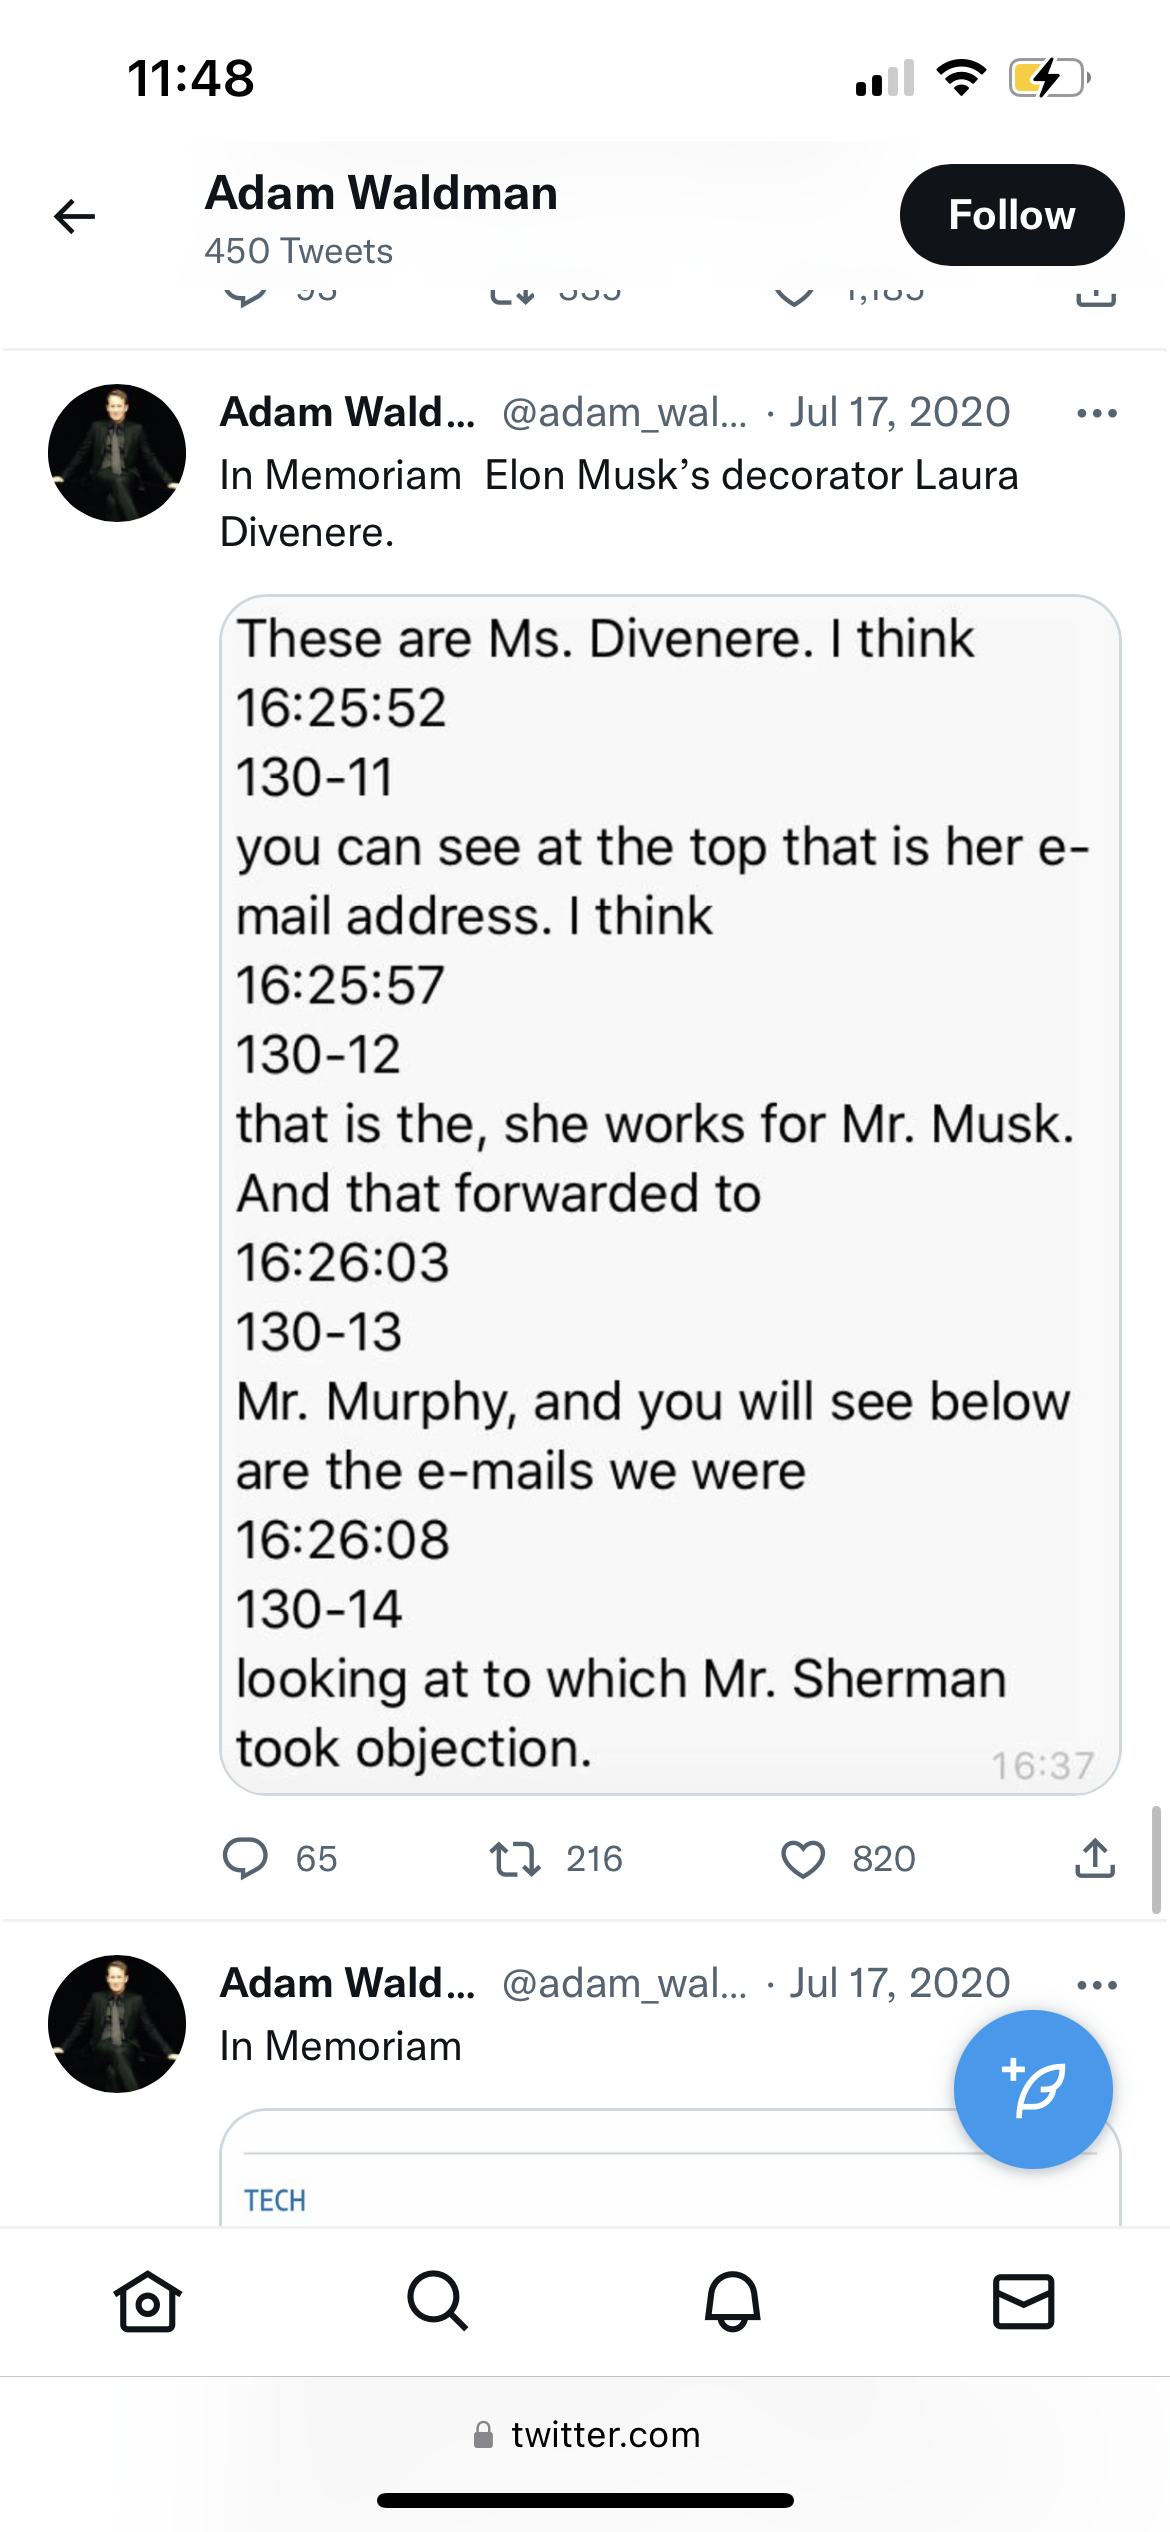 11:48
Adam Waldman
450 Tweets
Follow
Adam Wald... @adam_wal... · Jul 17, 2020
In Memoriam  Elon Musk’s decorator Laura
Divenere.
These are Ms. Divenere. I think
16:25:52
130-11
you can see at the top that is her e-
mail address. I think
16:25:57
130-12
that is the, she works for Mr. Musk.
And that forwarded to
16:26:03
130-13
Mr. Murphy, and you will see below
are the e-mails we were
16:26:08
130-14
looking at to which Mr. Sherman
took objection.
16:37
65 216 820
Adam Wald... @adam_wal... · Jul 17, 2020
In Memoriam
TECH
twitter.com